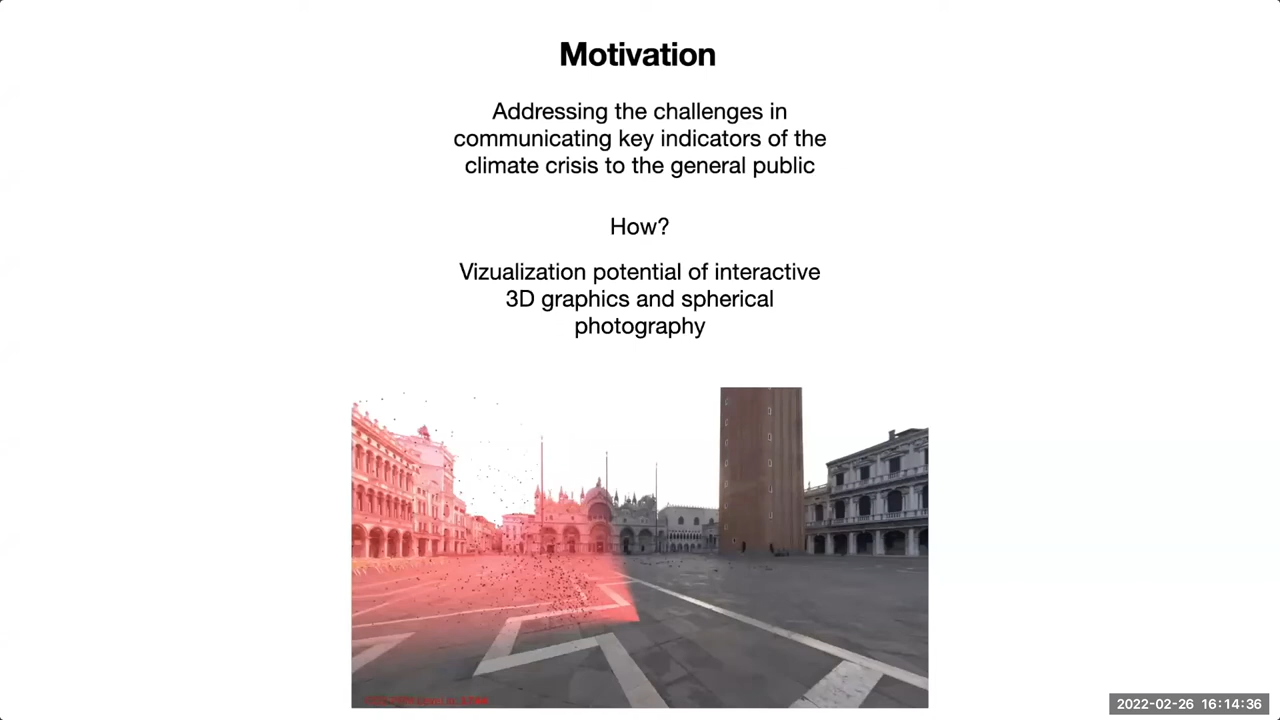 Motivation
Addressing the challenges in
communicating key indicators of the
climate crisis to the general public
How?
Vizualization potential of interactive
3D graphics and spherical
photography
2022-02-26 16:14:36